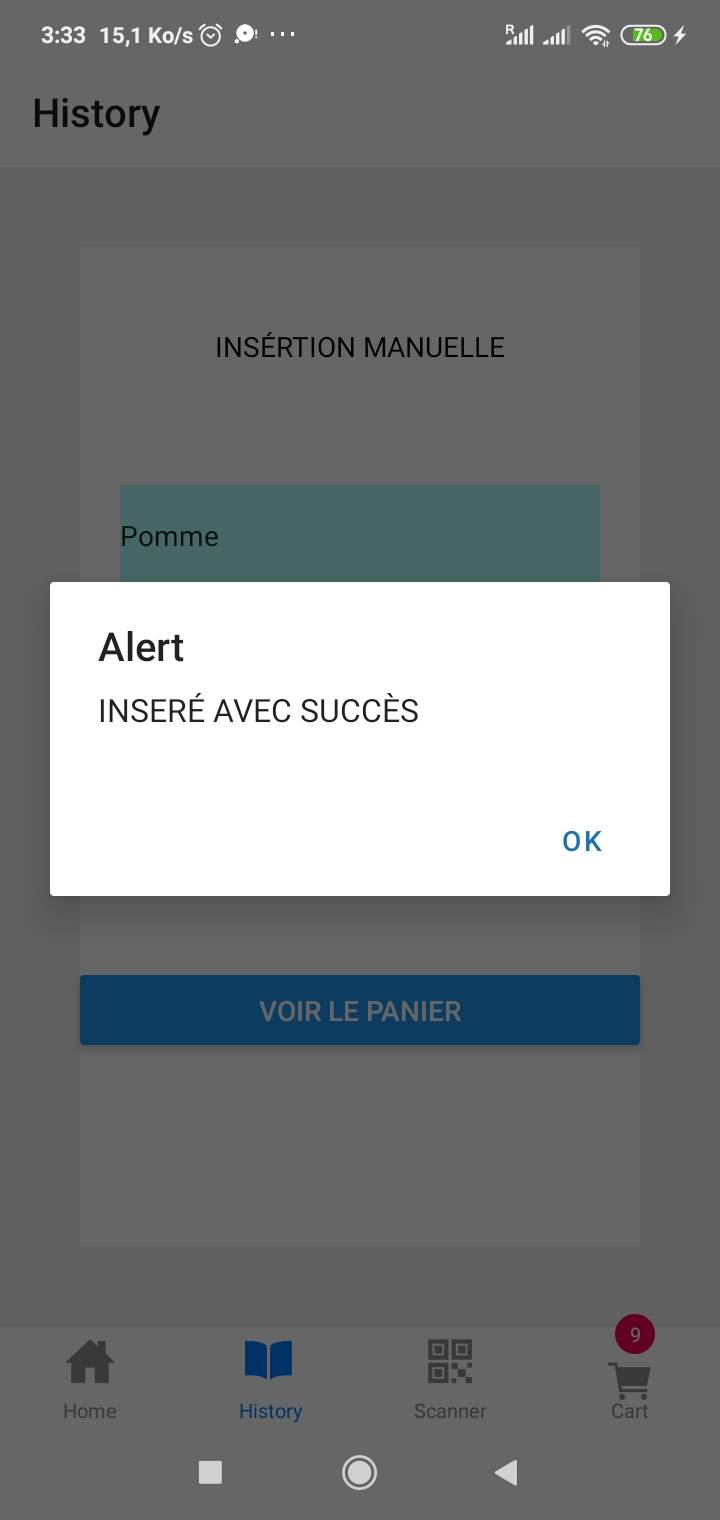 3:33 15,1 Ko/s
R
76
History
INSÉRTION MANUELLE
Pomme
Alert
INSERÉ AVEC SUCCÈS
OK
VOIR LE PANIER
9
Home
History
Scanner
Cart